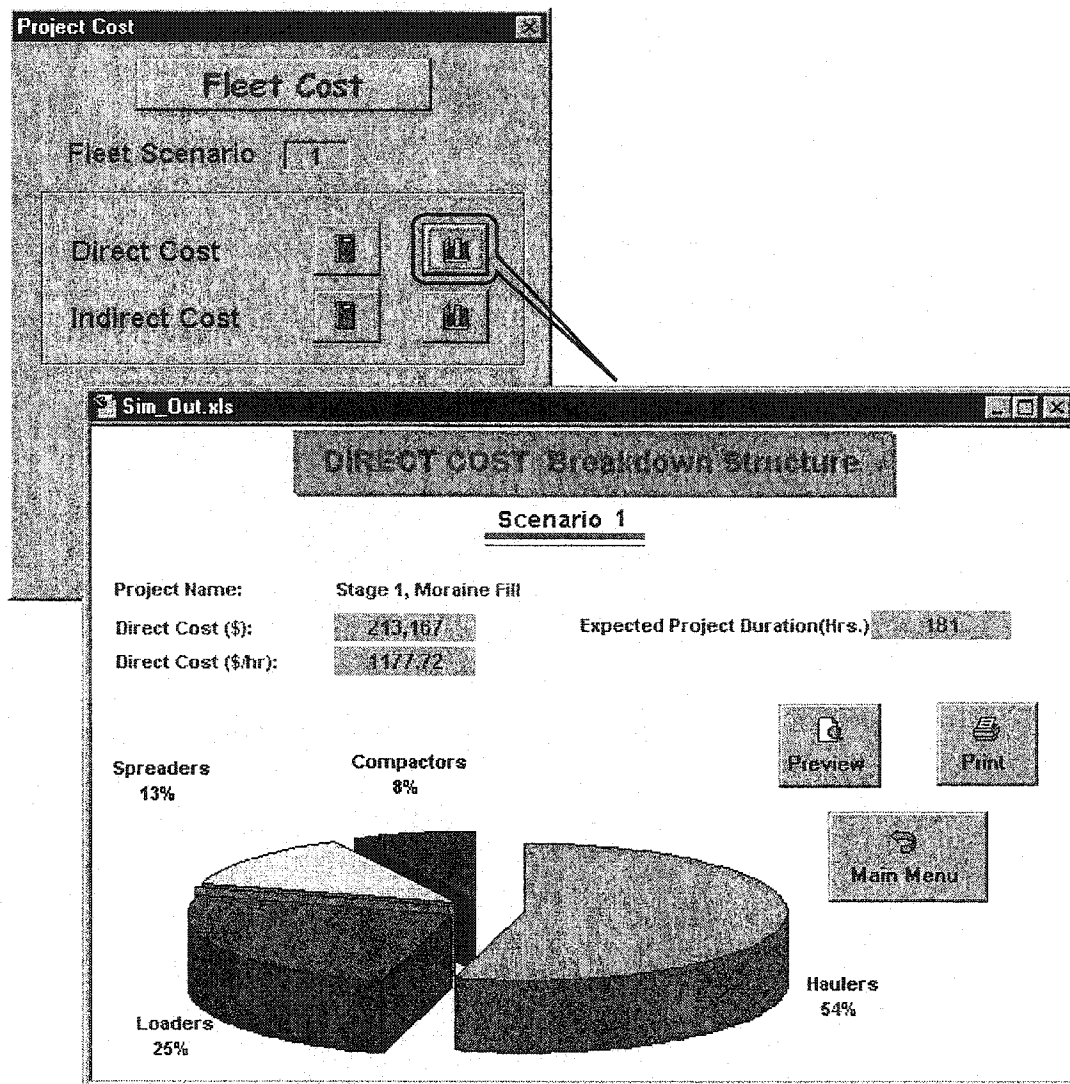 Project Cost
Fleet Cost
Fleet Scenario 1
Direct Cost
Indirect Cost
Sim_Out.xls
DIRECT COST Breakdown Structure
Scenario 1
Project Name: Stage 1, Moraine Fill
Direct Cost ($): 213,167 Expected Project Duration(Hrs.) 181
Direct Cost ($/hr): 1177.72
Preview
Print
Main Menu
Spreaders
13%
Compactors
8%
Haulers
54%
Loaders
25%